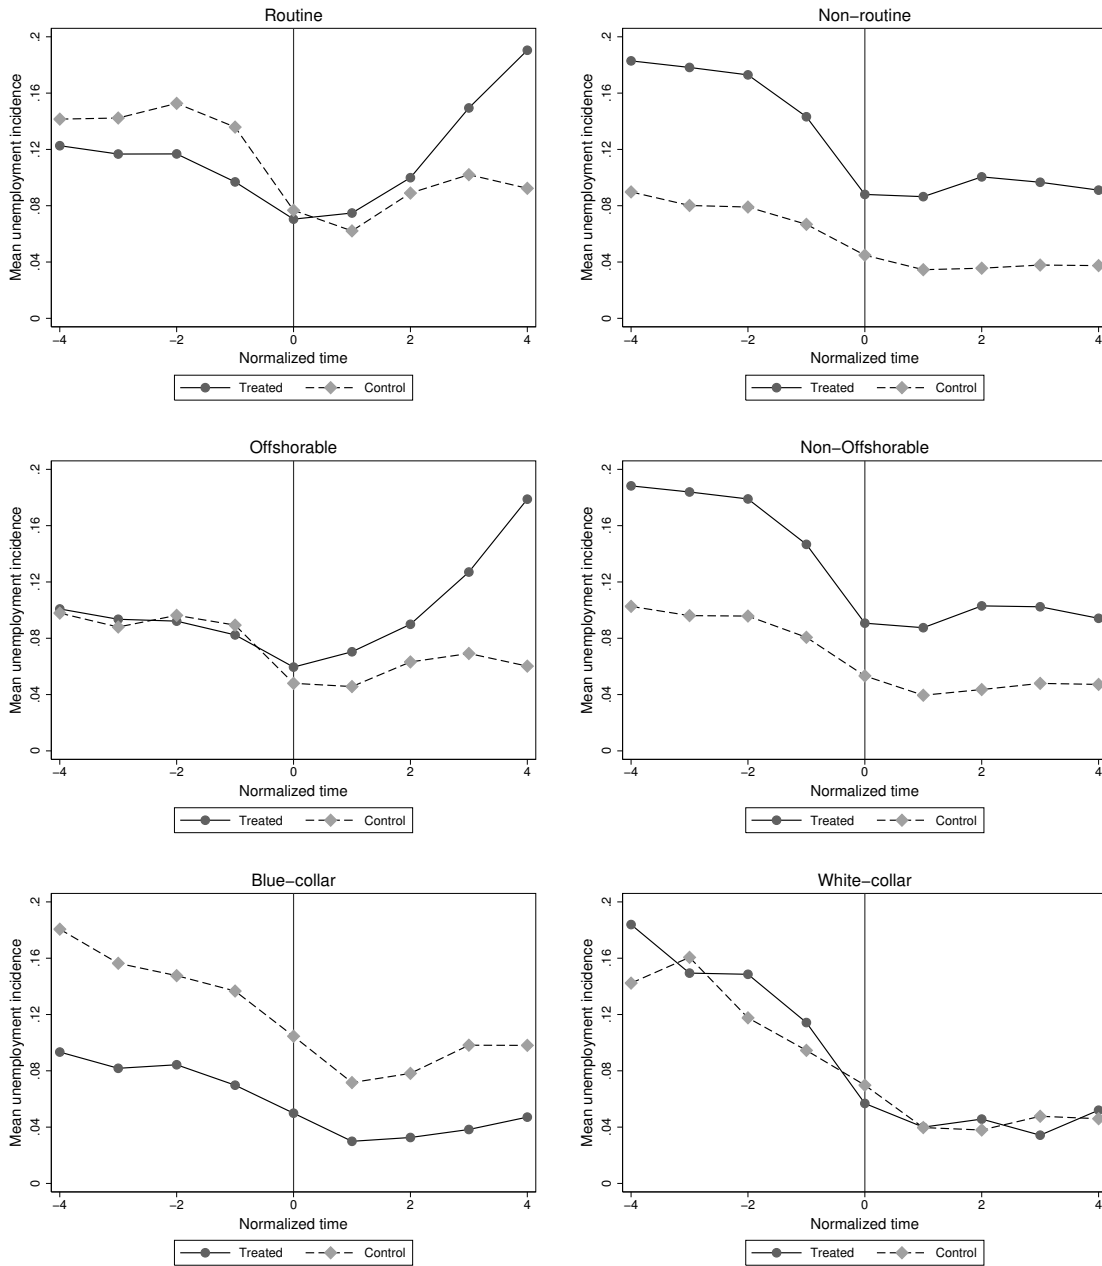 Routine
Mean unemployment incidence
.2
.16
.12
.08
.04
0
−4 −2 0 2 4
Normalized time
Treated Control
Non−routine
Mean unemployment incidence
.2
.16
.12
.08
.04
0
−4 −2 0 2 4
Normalized time
Treated Control
Offshorable
Mean unemployment incidence
.2
.16
.12
.08
.04
0
−4 −2 0 2 4
Normalized time
Treated Control
Non−Offshorable
Mean unemployment incidence
.2
.16
.12
.08
.04
0
−4 −2 0 2 4
Normalized time
Treated Control
Blue−collar
Mean unemployment incidence
.2
.16
.12
.08
.04
0
−4 −2 0 2 4
Normalized time
Treated Control
White−collar
Mean unemployment incidence
.2
.16
.12
.08
.04
0
−4 −2 0 2 4
Normalized time
Treated Control